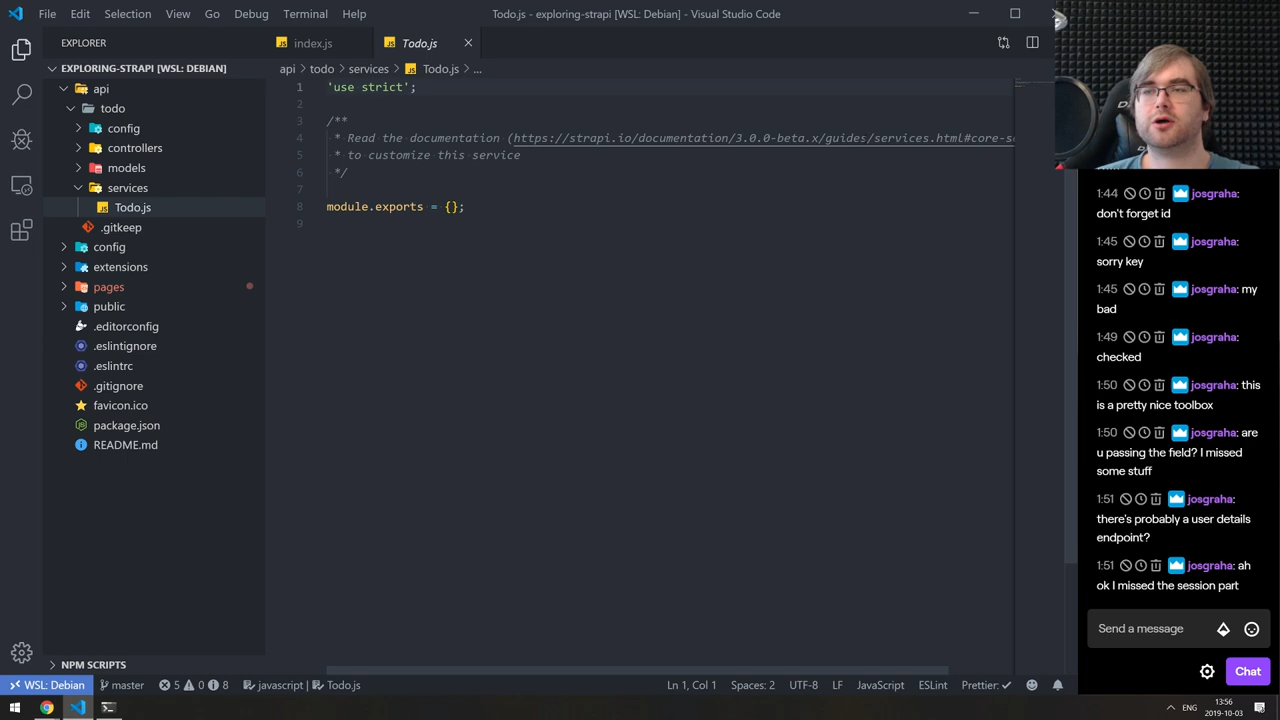 File Edit Selection View Go Debug Terminal Help
Todo.js - exploring-strapi [WSL: Debian] - Visual Studio Code
EXPLORER
index.js
Todo.js
EXPLORING-STRAPI [WSL: DEBIAN]
api
todo
config
controllers
models
services
Todo.js
.gitkeep
config
extensions
pages
public
.editorconfig
.eslintignore
.eslintrc
.gitignore
favicon.ico
package.json
README.md
NPM SCRIPTS
api > todo > services > Todo.js > ...
1 'use strict';
2
3 /**
4 * Read the documentation (https://strapi.io/documentation/3.0.0-beta.x/guides/services.html#core-s
5 * to customize this service
6 */
7
8 module.exports = {};
9
1:44 josgraha:
don't forget id
1:45 josgraha:
sorry key
1:45 josgraha: my
bad
1:49 josgraha:
checked
1:50 josgraha: this
is a pretty nice toolbox
1:50 josgraha: are
u passing the field? I missed
some stuff
1:51 josgraha:
there's probably a user details
endpoint?
1:51 josgraha: ah
ok I missed the session part
Send a message
Chat
WSL: Debian master 5 0 8 javascript | Todo.js Ln 1, Col 1 Spaces: 2 UTF-8 LF JavaScript ESLint Prettier: ✓
ENG 13:56
2019-10-03